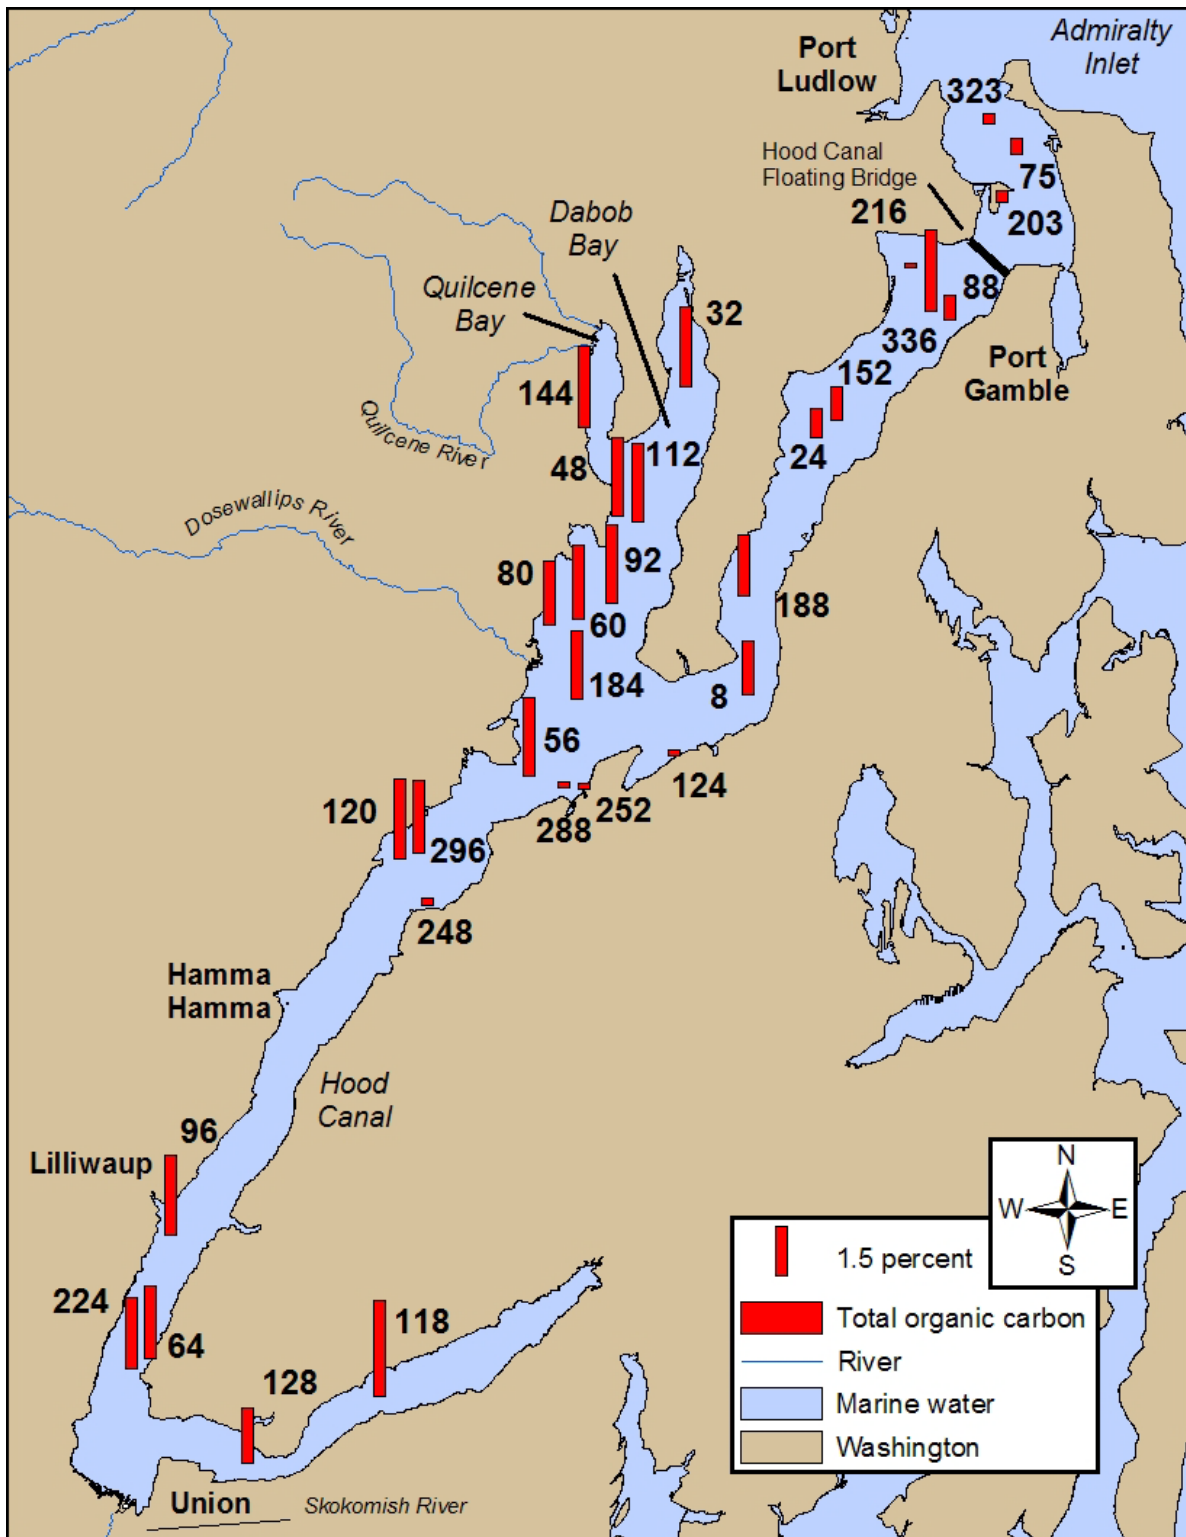 Admiralty
Inlet
Port
Ludlow
323
Hood Canal
Floating Bridge
75
203
216
Dabob
Bay
Quilcene
Bay
88
32
336
Port
Gamble
152
144
Quilcene River
24
48
112
Dosewallips River
80
92
60
188
184
8
56
124
120
252
288
296
248
Hamma
Hamma
Hood
Canal
96
Lilliwaup
224
64
118
128
Union
Skokomish River
N
W
E
S
1.5 percent
Total organic carbon
River
Marine water
Washington